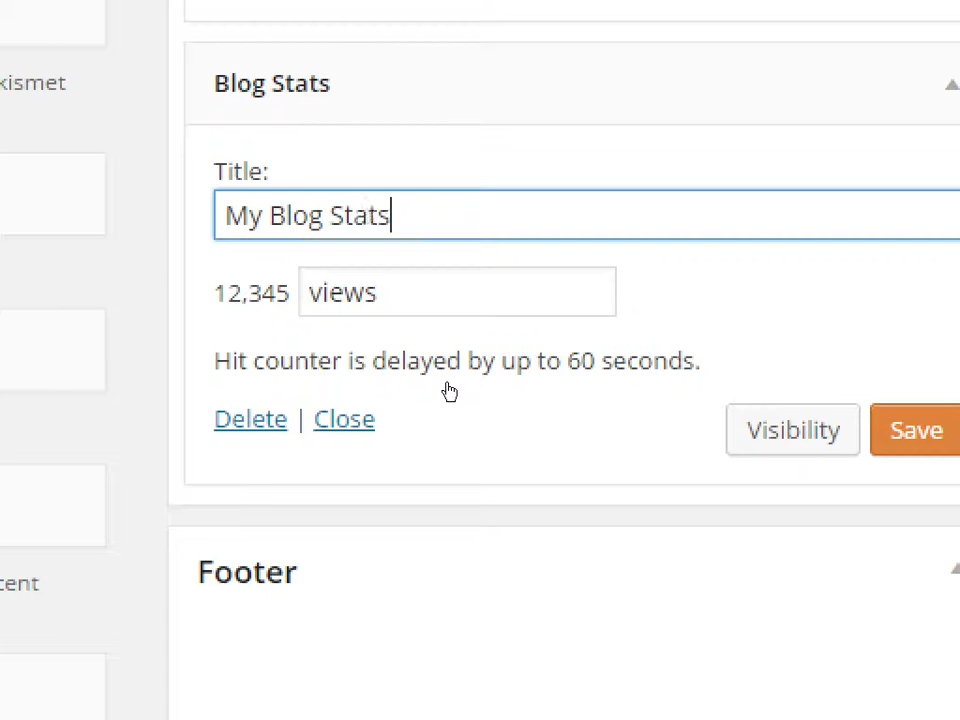 kismet
Blog Stats
Title:
My Blog Stats
12,345 views
Hit counter is delayed by up to 60 seconds.
Delete | Close
Visibility
Save
Footer
cent